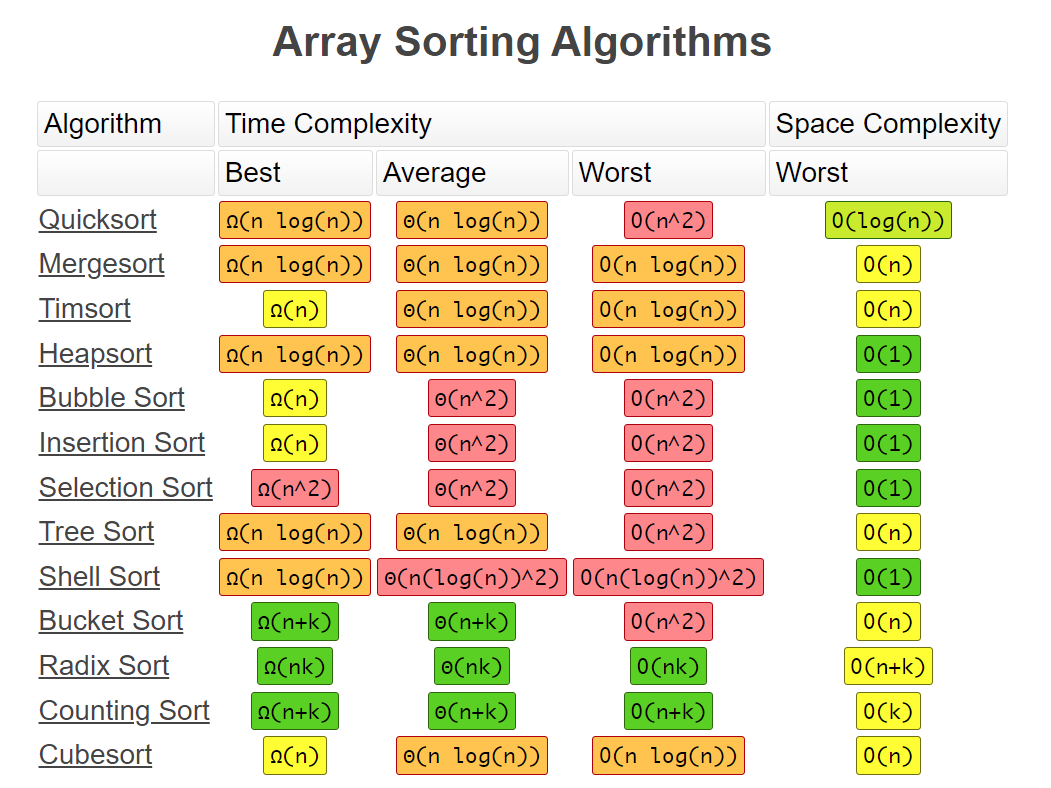 Array Sorting Algorithms
Algorithm Time Complexity Space Complexity
Best Average Worst Worst
Quicksort Ω(n log(n)) Θ(n log(n)) O(n^2) O(log(n))
Mergesort Ω(n log(n)) Θ(n log(n)) O(n log(n)) O(n)
Timsort Ω(n) Θ(n log(n)) O(n log(n)) O(n)
Heapsort Ω(n log(n)) Θ(n log(n)) O(n log(n)) O(1)
Bubble Sort Ω(n) Θ(n^2) O(n^2) O(1)
Insertion Sort Ω(n) Θ(n^2) O(n^2) O(1)
Selection Sort Ω(n^2) Θ(n^2) O(n^2) O(1)
Tree Sort Ω(n log(n)) Θ(n log(n)) O(n^2) O(n)
Shell Sort Ω(n log(n)) Θ(n(log(n))^2) O(n(log(n))^2) O(1)
Bucket Sort Ω(n+k) Θ(n+k) O(n^2) O(n)
Radix Sort Ω(nk) Θ(nk) O(nk) O(n+k)
Counting Sort Ω(n+k) Θ(n+k) O(n+k) O(k)
Cubesort Ω(n) Θ(n log(n)) O(n log(n)) O(n)